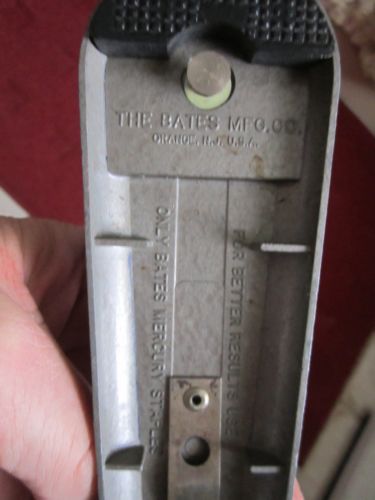 THE BATES MFG. CO.
ORANGE, N.J. U.S.A.
FOR BETTER RESULTS USE
ONLY BATES MERCURY STAPLES